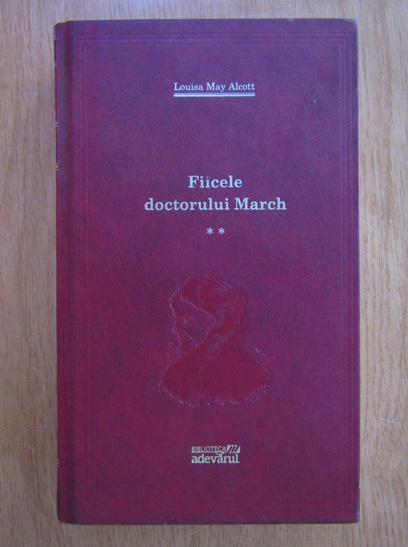 Louisa May Alcott
Fiicele
doctorului March
* *
BIBLIOTECA
adevărul